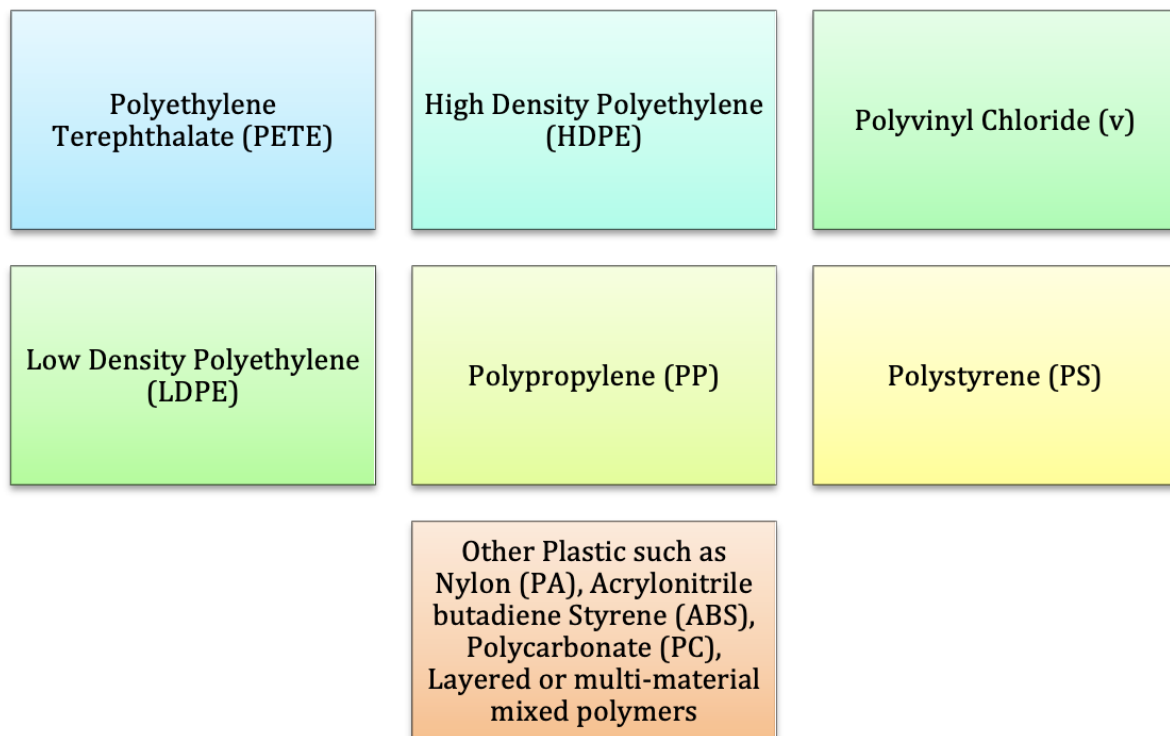 Polyethylene
Terephthalate (PETE)
High Density Polyethylene
(HDPE)
Polyvinyl Chloride (v)
Low Density Polyethylene
(LDPE)
Polypropylene (PP)
Polystyrene (PS)
Other Plastic such as
Nylon (PA), Acrylonitrile
butadiene Styrene (ABS),
Polycarbonate (PC),
Layered or multi-material
mixed polymers